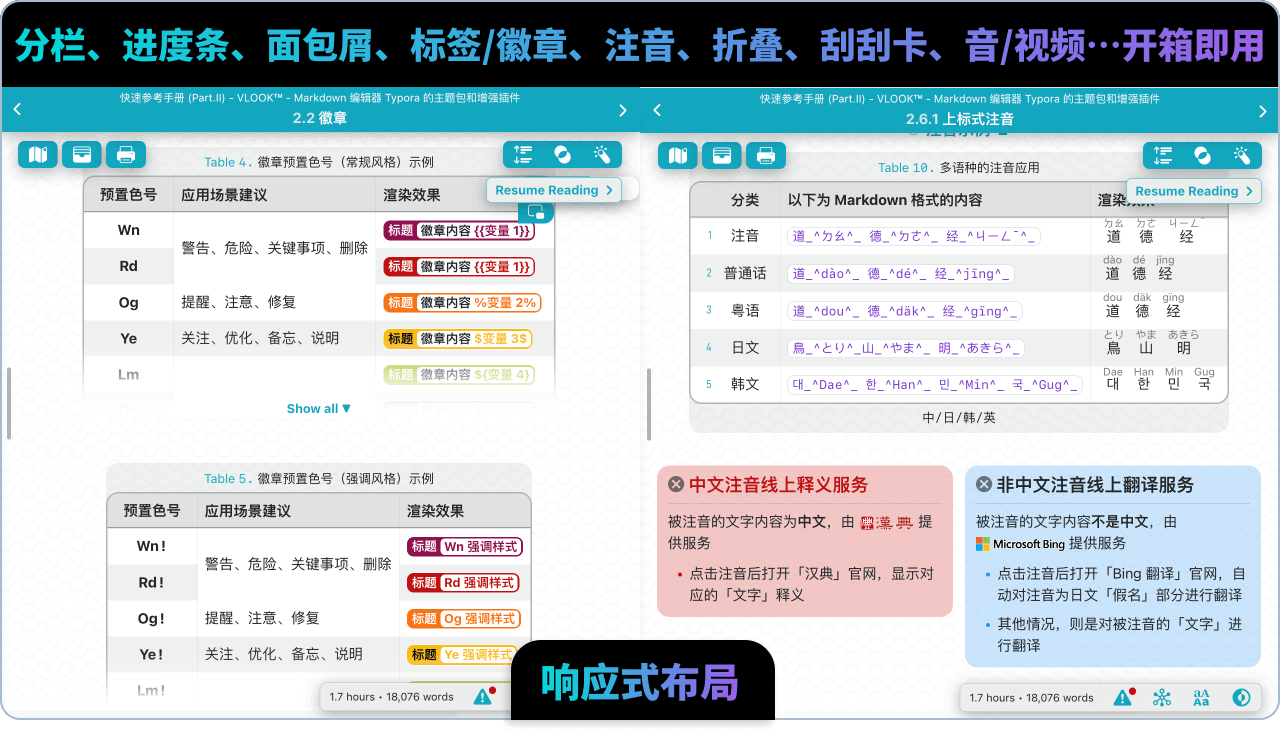 分栏、进度条、面包屑、标签/徽章、注音、折叠、刮刮卡、音/视频…开箱即用
快速参考手册 (Part.II) - VLOOK™ - Markdown 编辑器 Typora 的主题包和增强插件
2.2 徽章
Table 4. 徽章预置色号（常规风格）示例
Resume Reading
预置色号 应用场景建议 渲染效果
Wn 标题 徽章内容 {{变量 1}}
警告、危险、关键事项、删除
Rd 标题 徽章内容 {{变量 1}}
Og 提醒、注意、修复 标题 徽章内容 %变量 2%
Ye 关注、优化、备忘、说明 标题 徽章内容 $变量 3$
Lm 标题 徽章内容 ${变量 4}
Show all ▼
Table 5. 徽章预置色号（强调风格）示例
预置色号 应用场景建议 渲染效果
Wn! 标题 Wn 强调样式
警告、危险、关键事项、删除
Rd! 标题 Rd 强调样式
Og! 提醒、注意、修复 标题 Og 强调样式
Ye! 关注、优化、备忘、说明 标题 Ye 强调样式
Lm!
1.7 hours • 18,076 words
快速参考手册 (Part.II) - VLOOK™ - Markdown 编辑器 Typora 的主题包和增强插件
2.6.1 上标式注音
Table 10. 多语种的注音应用
Resume Reading
分类 以下为 Markdown 格式的内容 渲染效果
ㄉㄠ ㄉㄜ ㄐㄧㄥˉ
1 注音 道_^ㄉㄠ^_ 德_^ㄉㄜ^_ 经_^ㄐㄧㄥˉ^_ 道 德 经
dào dé jīng
2 普通话 道_^dào^_ 德_^dé^_ 经_^jīng^_ 道 德 经
dou däk gïng
3 粤语 道_^dou^_ 德_^däk^_ 经_^gïng^_ 道 德 经
とり やま あきら
4 日文 鳥_^とり^_山_^やま^_ 明_^あきら^_ 鳥 山 明
Dae Han Min Gug
5 韩文 대_^Dae^_ 한_^Han^_ 민_^Min^_ 국_^Gug^_ 대 한 민 국
中/日/韩/英
中文注音线上释义服务
被注音的文字内容为中文，由 漢典 提
供服务
• 点击注音后打开「汉典」官网，显示对
应的「文字」释义
非中文注音线上翻译服务
被注音的文字内容不是中文，由
Microsoft Bing 提供服务
• 点击注音后打开「Bing 翻译」官网，自
动对注音为日文「假名」部分进行翻译
• 其他情况，则是对被注音的「文字」进
行翻译
1.7 hours • 18,076 words
aA
Aa
响应式布局